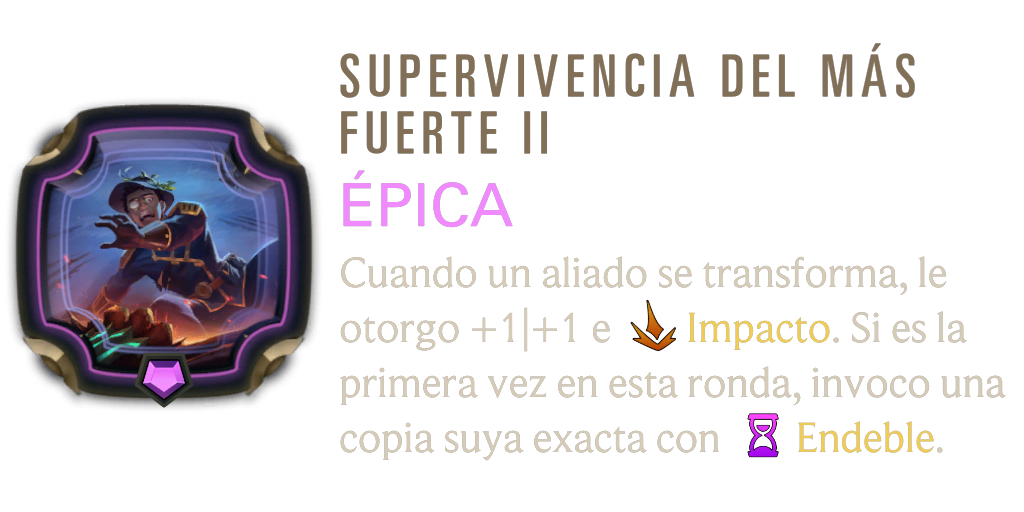 SUPERVIVENCIA DEL MÁS
FUERTE II
ÉPICA
Cuando un aliado se transforma, le
otorgo +1|+1 e Impacto. Si es la
primera vez en esta ronda, invoco una
copia suya exacta con Endeble.